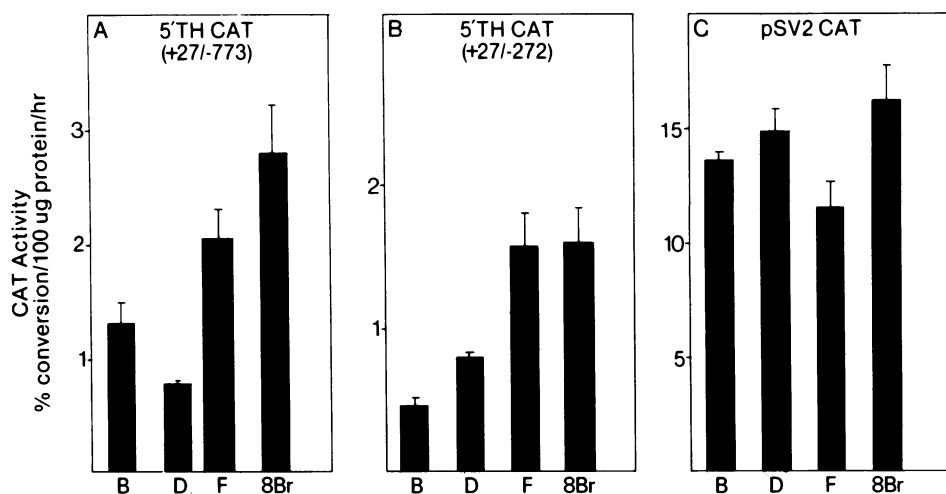 CAT Activity
% conversion/100 ug protein/hr
A
5′TH CAT
(+27/-773)
3
2
1
B D F 8Br
B
5′TH CAT
(+27/-272)
2
1
B D F 8Br
C
pSV2 CAT
15
10
5
B D F 8Br